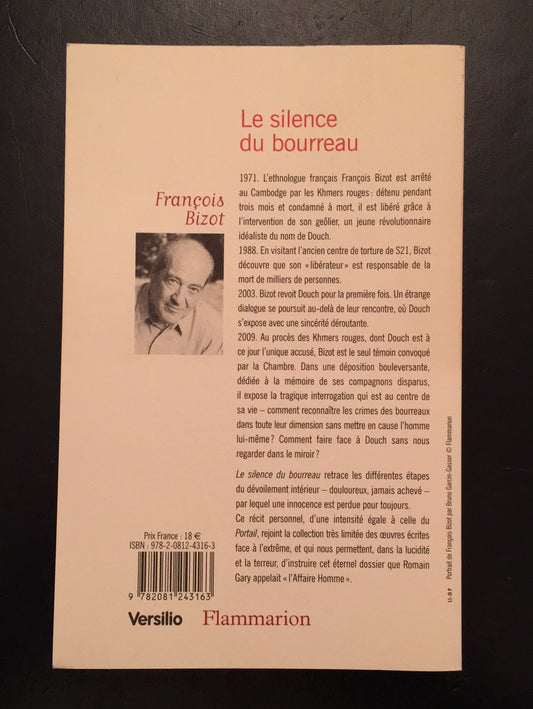 Le silence
du bourreau
François
Bizot
1971. L'ethnologue français François Bizot est arrêté
au Cambodge par les Khmers rouges : détenu pendant
trois mois et condamné à mort, il est libéré grâce à
l'intervention de son geôlier, un jeune révolutionnaire
idéaliste du nom de Douch.
1988. En visitant l'ancien centre de torture de S21, Bizot
découvre que son « libérateur » est responsable de la
mort de milliers de personnes.
2003. Bizot revoit Douch pour la première fois. Un étrange
dialogue se poursuit au-delà de leur rencontre, où Douch
s'expose avec une sincérité déroutante.
2009. Au procès des Khmers rouges, dont Douch est à
ce jour l'unique accusé, Bizot est le seul témoin convoqué
par la Chambre. Dans une déposition bouleversante,
dédiée à la mémoire de ses compagnons disparus,
il expose la tragique interrogation qui est au centre de
sa vie – comment reconnaître les crimes des bourreaux
dans toute leur dimension sans mettre en cause l'homme
lui-même ? Comment faire face à Douch sans nous
regarder dans le miroir ?
Le silence du bourreau retrace les différentes étapes
du dévoilement intérieur – douloureux, jamais achevé –
par lequel une innocence est perdue pour toujours.
Ce récit personnel, d'une intensité égale à celle du
Portail, rejoint la collection très limitée des œuvres écrites
face à l'extrême, et qui nous permettent, dans la lucidité
et la terreur, d'instruire cet éternel dossier que Romain
Gary appelait « l'Affaire Homme ».
Prix France : 18 €
ISBN : 978-2-0812-4316-3
9 782081 243163
Versilio
Flammarion
11-IX P Portrait de François Bizot par Bruno Garcin-Gasser © Flammarion